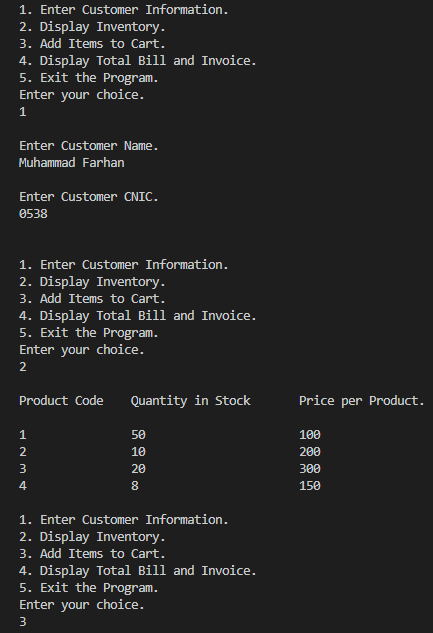 1. Enter Customer Information.
2. Display Inventory.
3. Add Items to Cart.
4. Display Total Bill and Invoice.
5. Exit the Program.
Enter your choice.
1
Enter Customer Name.
Muhammad Farhan
Enter Customer CNIC.
0538
1. Enter Customer Information.
2. Display Inventory.
3. Add Items to Cart.
4. Display Total Bill and Invoice.
5. Exit the Program.
Enter your choice.
2
Product Code    Quantity in Stock       Price per Product.
1               50                      100
2               10                      200
3               20                      300
4               8                       150
1. Enter Customer Information.
2. Display Inventory.
3. Add Items to Cart.
4. Display Total Bill and Invoice.
5. Exit the Program.
Enter your choice.
3